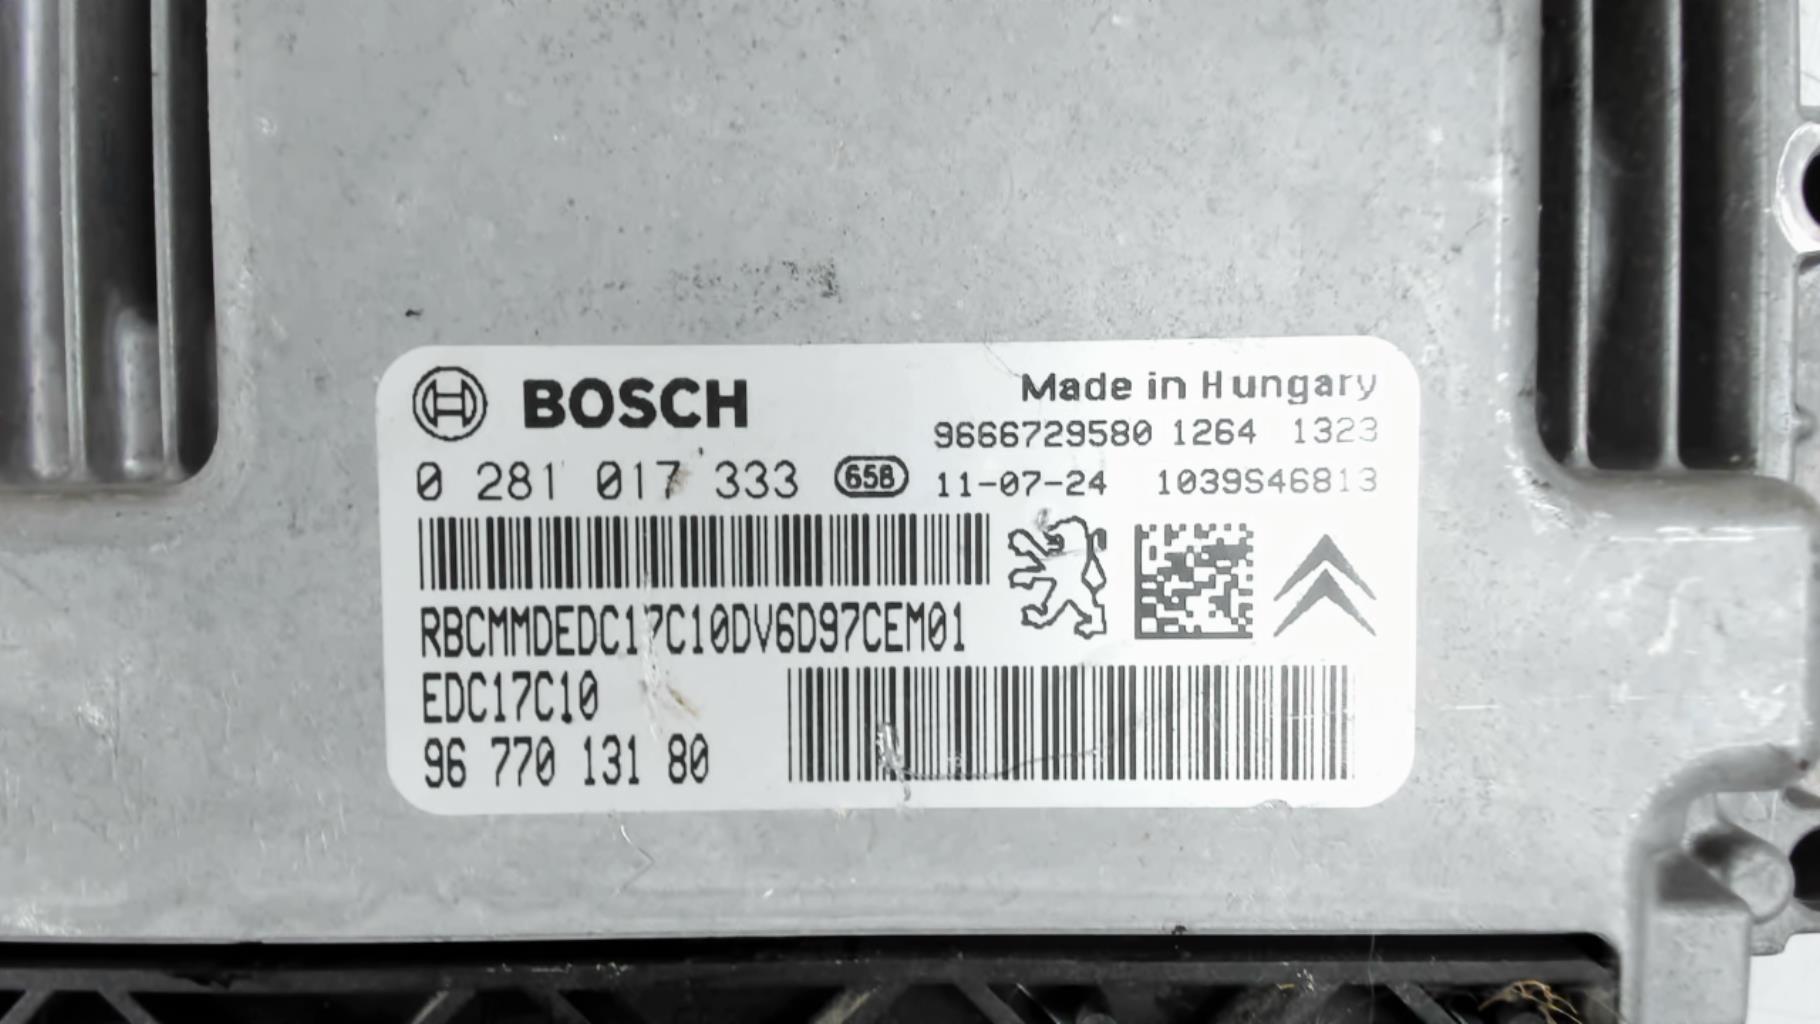 BOSCH
Made in Hungary
9666729580 1264 1323
0 281 017 333 658 11-07-24 1039S46813
RBCMMDEDC17C10DV6D97CEM01
EDC17C10
96 770 131 80